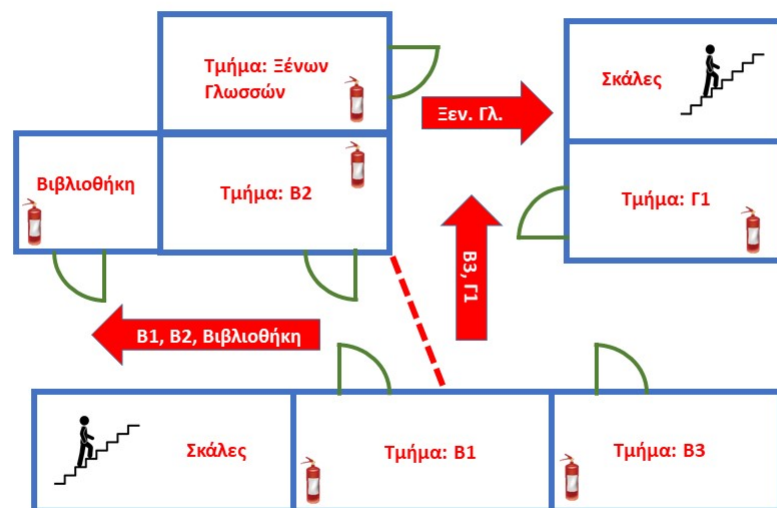 Τμήμα: Ξένων
Γλωσσών
Σκάλες
Ξεν. Γλ.
Βιβλιοθήκη
Τμήμα: Β2
Τμήμα: Γ1
Β3, Γ1
Β1, Β2, Βιβλιοθήκη
Σκάλες
Τμήμα: Β1
Τμήμα: Β3